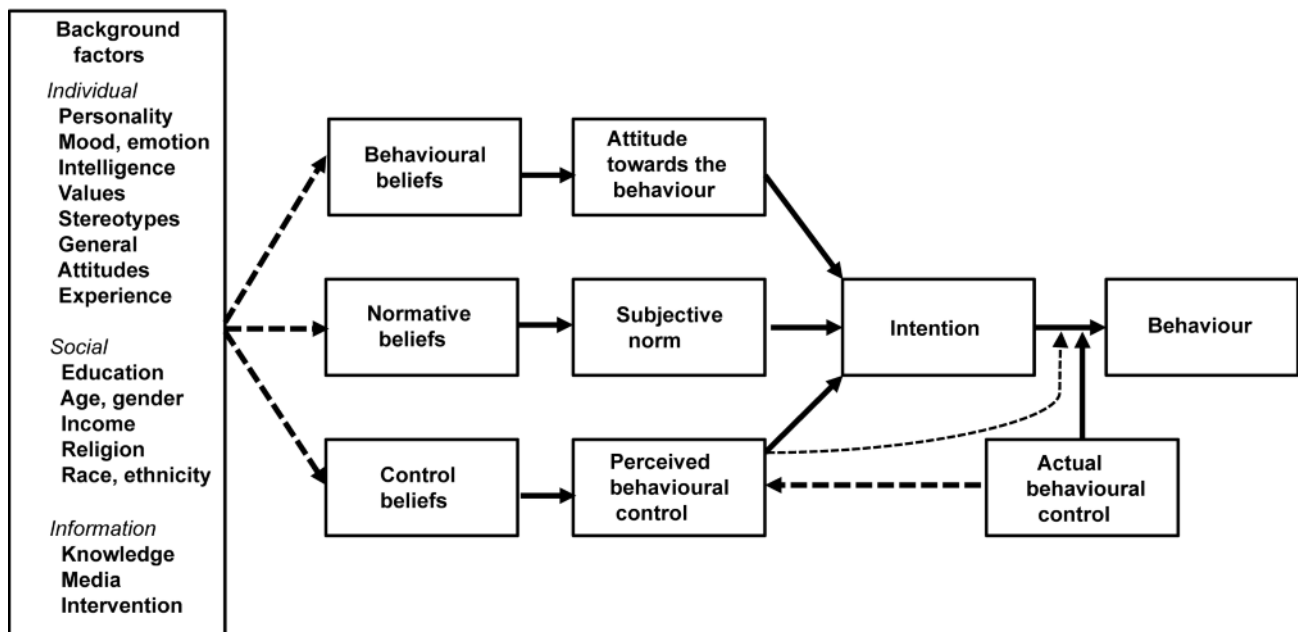 Background
factors
Individual
Personality
Mood, emotion
Intelligence
Values
Stereotypes
General
Attitudes
Experience
Social
Education
Age, gender
Income
Religion
Race, ethnicity
Information
Knowledge
Media
Intervention
Behavioural
beliefs
Attitude
towards the
behaviour
Normative
beliefs
Subjective
norm
Intention
Behaviour
Control
beliefs
Perceived
behavioural
control
Actual
behavioural
control